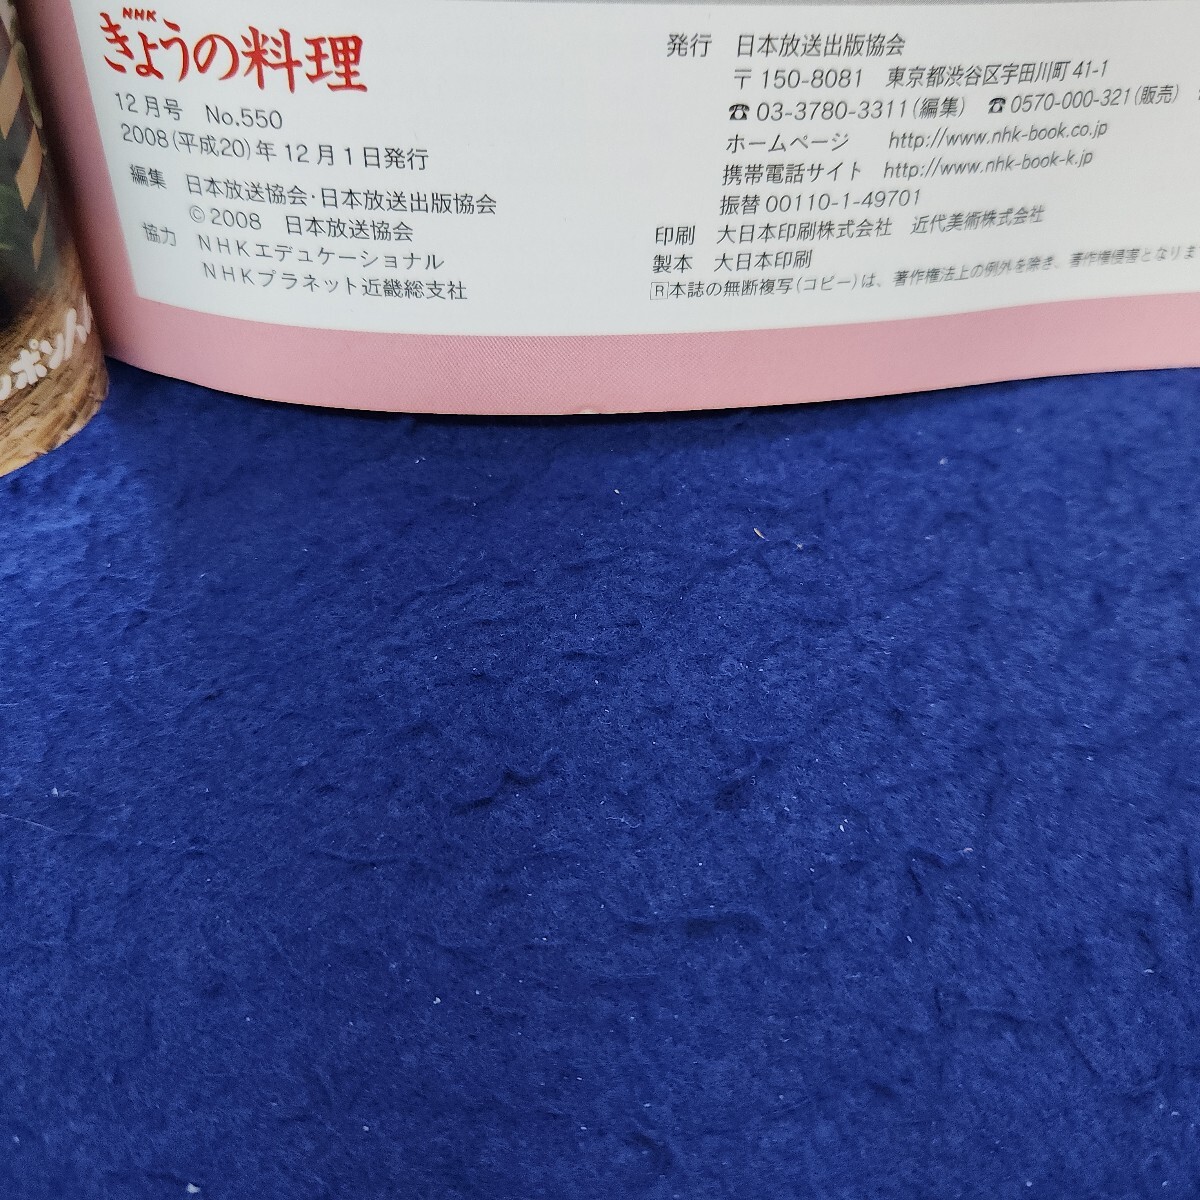 NHK
きょうの料理
12月号 No.550
2008(平成20)年12月1日発行
編集 日本放送協会・日本放送出版協会
©2008 日本放送協会
協力 NHKエデュケーショナル
NHKプラネット近畿総支社
発行 日本放送出版協会
〒150-8081 東京都渋谷区宇田川町41-1
☎03-3780-3311(編集) ☎0570-000-321(販売)
ホームページ http://www.nhk-book.co.jp
携帯電話サイト http://www.nhk-book-k.jp
振替00110-1-49701
印刷 大日本印刷株式会社 近代美術株式会社
製本 大日本印刷
R本誌の無断複写(コピー)は、著作権法上の例外を除き、著作権侵害となりま